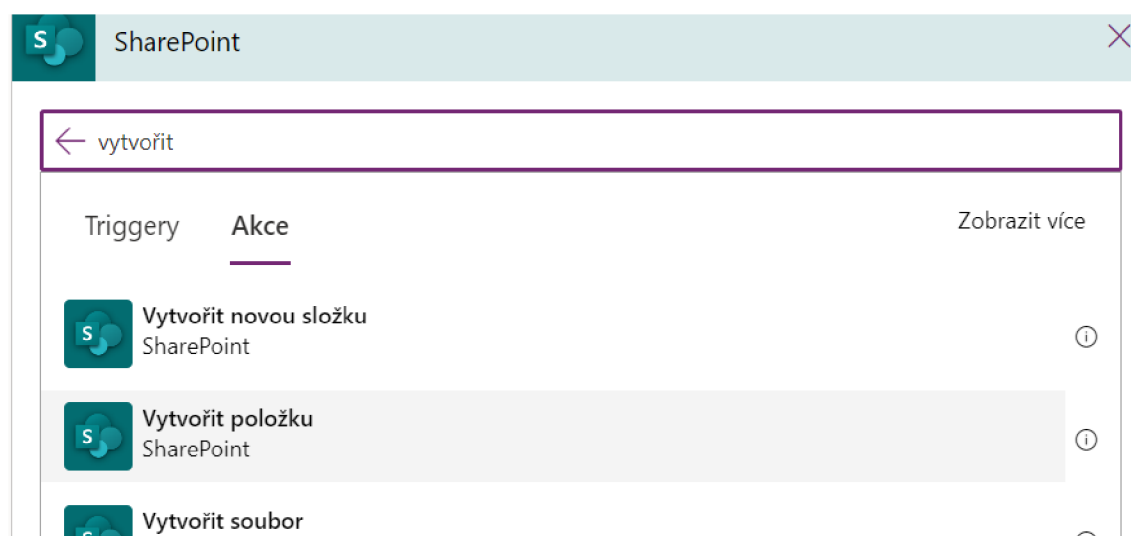 S SharePoint
vytvořit
Triggery Akce Zobrazit více
Vytvořit novou složku
S SharePoint
Vytvořit položku
S SharePoint
Vytvořit soubor